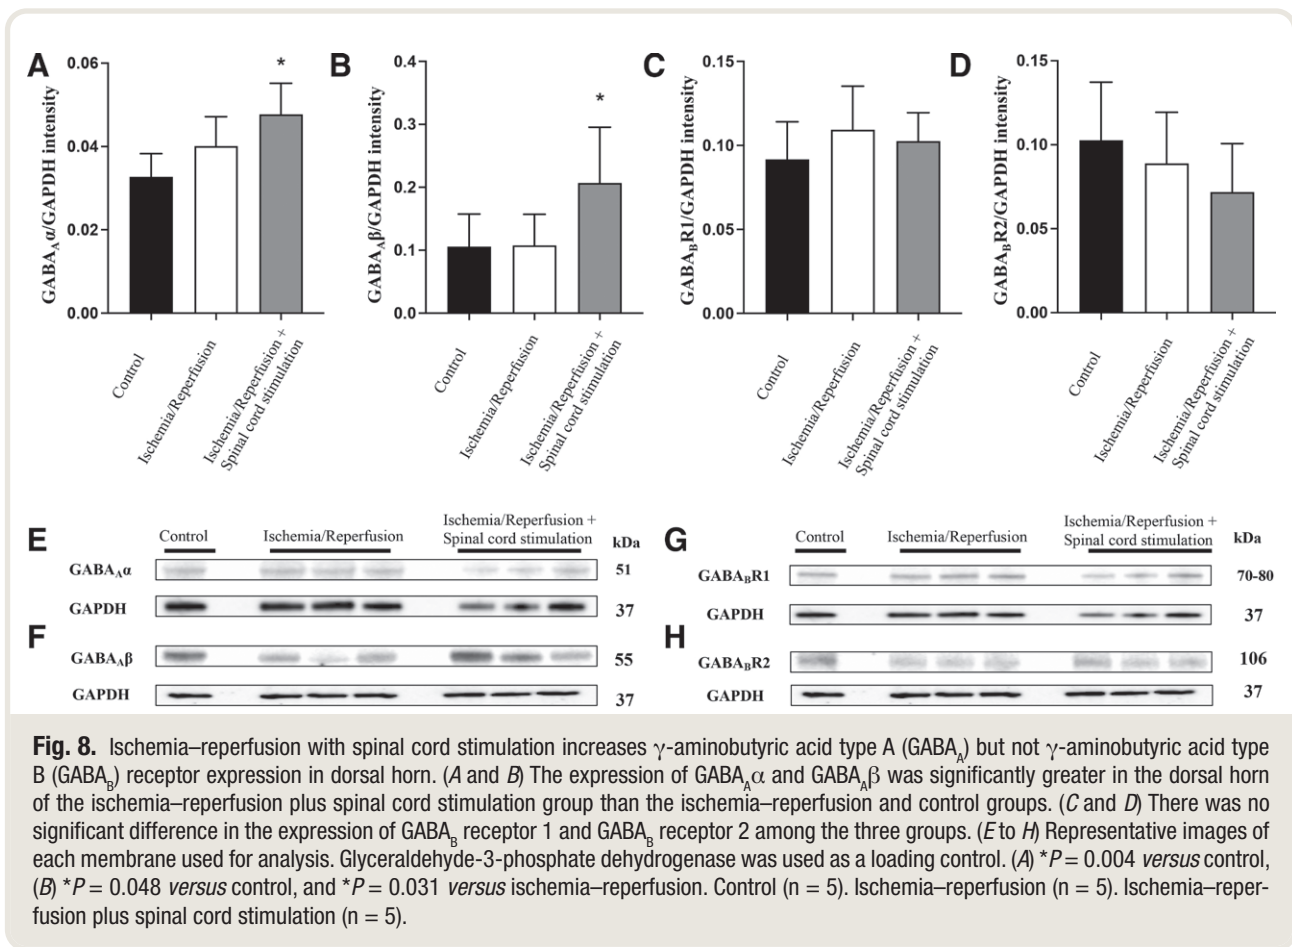 A
GABAAα/GAPDH intensity
0.06
0.04
0.02
0.00
*
Control
Ischemia/Reperfusion
Ischemia/Reperfusion +
Spinal cord stimulation
B
GABAAβ/GAPDH intensity
0.4
0.3
0.2
0.1
0.0
*
Control
Ischemia/Reperfusion
Ischemia/Reperfusion +
Spinal cord stimulation
C
GABABR1/GAPDH intensity
0.15
0.10
0.05
0.00
Control
Ischemia/Reperfusion
Ischemia/Reperfusion +
Spinal cord stimulation
D
GABABR2/GAPDH intensity
0.15
0.10
0.05
0.00
Control
Ischemia/Reperfusion
Ischemia/Reperfusion +
Spinal cord stimulation
E
Control
Ischemia/Reperfusion
Ischemia/Reperfusion +
Spinal cord stimulation
kDa
GABAAα 51
GAPDH 37
F
GABAAβ 55
GAPDH 37
G
Control
Ischemia/Reperfusion
Ischemia/Reperfusion +
Spinal cord stimulation
kDa
GABABR1 70-80
GAPDH 37
H
GABABR2 106
GAPDH 37
Fig. 8. Ischemia–reperfusion with spinal cord stimulation increases γ-aminobutyric acid type A (GABAA) but not γ-aminobutyric acid type
B (GABAB) receptor expression in dorsal horn. (A and B) The expression of GABAAα and GABAAβ was significantly greater in the dorsal horn
of the ischemia–reperfusion plus spinal cord stimulation group than the ischemia–reperfusion and control groups. (C and D) There was no
significant difference in the expression of GABAB receptor 1 and GABAB receptor 2 among the three groups. (E to H) Representative images of
each membrane used for analysis. Glyceraldehyde-3-phosphate dehydrogenase was used as a loading control. (A) *P = 0.004 versus control,
(B) *P = 0.048 versus control, and *P = 0.031 versus ischemia–reperfusion. Control (n = 5). Ischemia–reperfusion (n = 5). Ischemia–reper-
fusion plus spinal cord stimulation (n = 5).